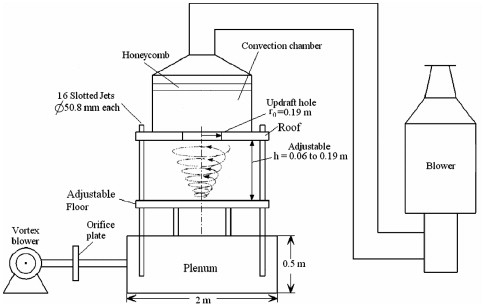 Honeycomb
Convection chamber
16 Slotted Jets
∅50.8 mm each
Updraft hole
r₀=0.19 m
Roof
Adjustable
h = 0.06 to 0.19 m
Blower
Adjustable
Floor
Orifice
plate
Vortex
blower
Plenum
0.5 m
2 m